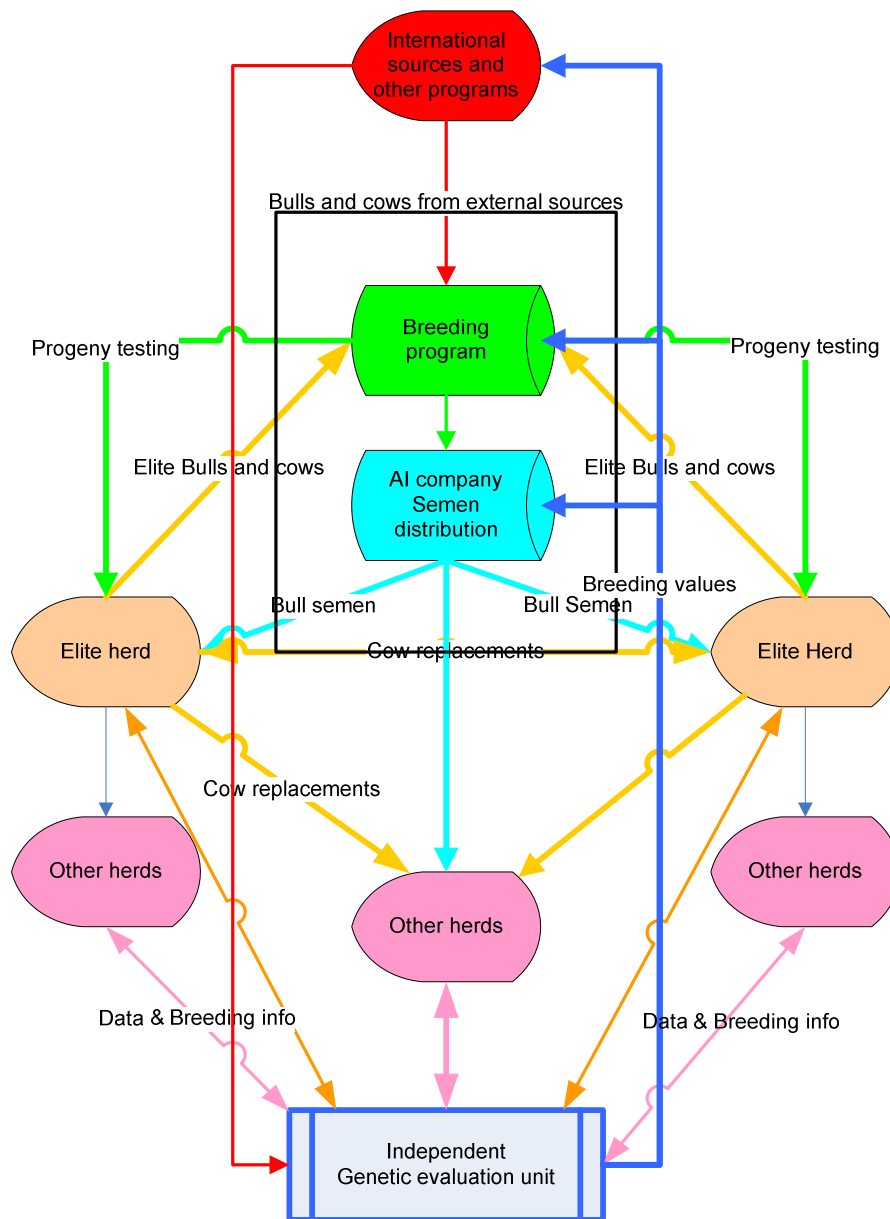 International
sources and
other programs
Bulls and cows from external sources
Breeding
program
Progeny testing
Progeny testing
Elite Bulls and cows
Elite Bulls and cows
AI company
Semen
distribution
Breeding values
Bull semen
Bull Semen
Elite herd
Cow replacements
Elite Herd
Cow replacements
Other herds
Other herds
Other herds
Data & Breeding info
Data & Breeding info
Independent
Genetic evaluation unit